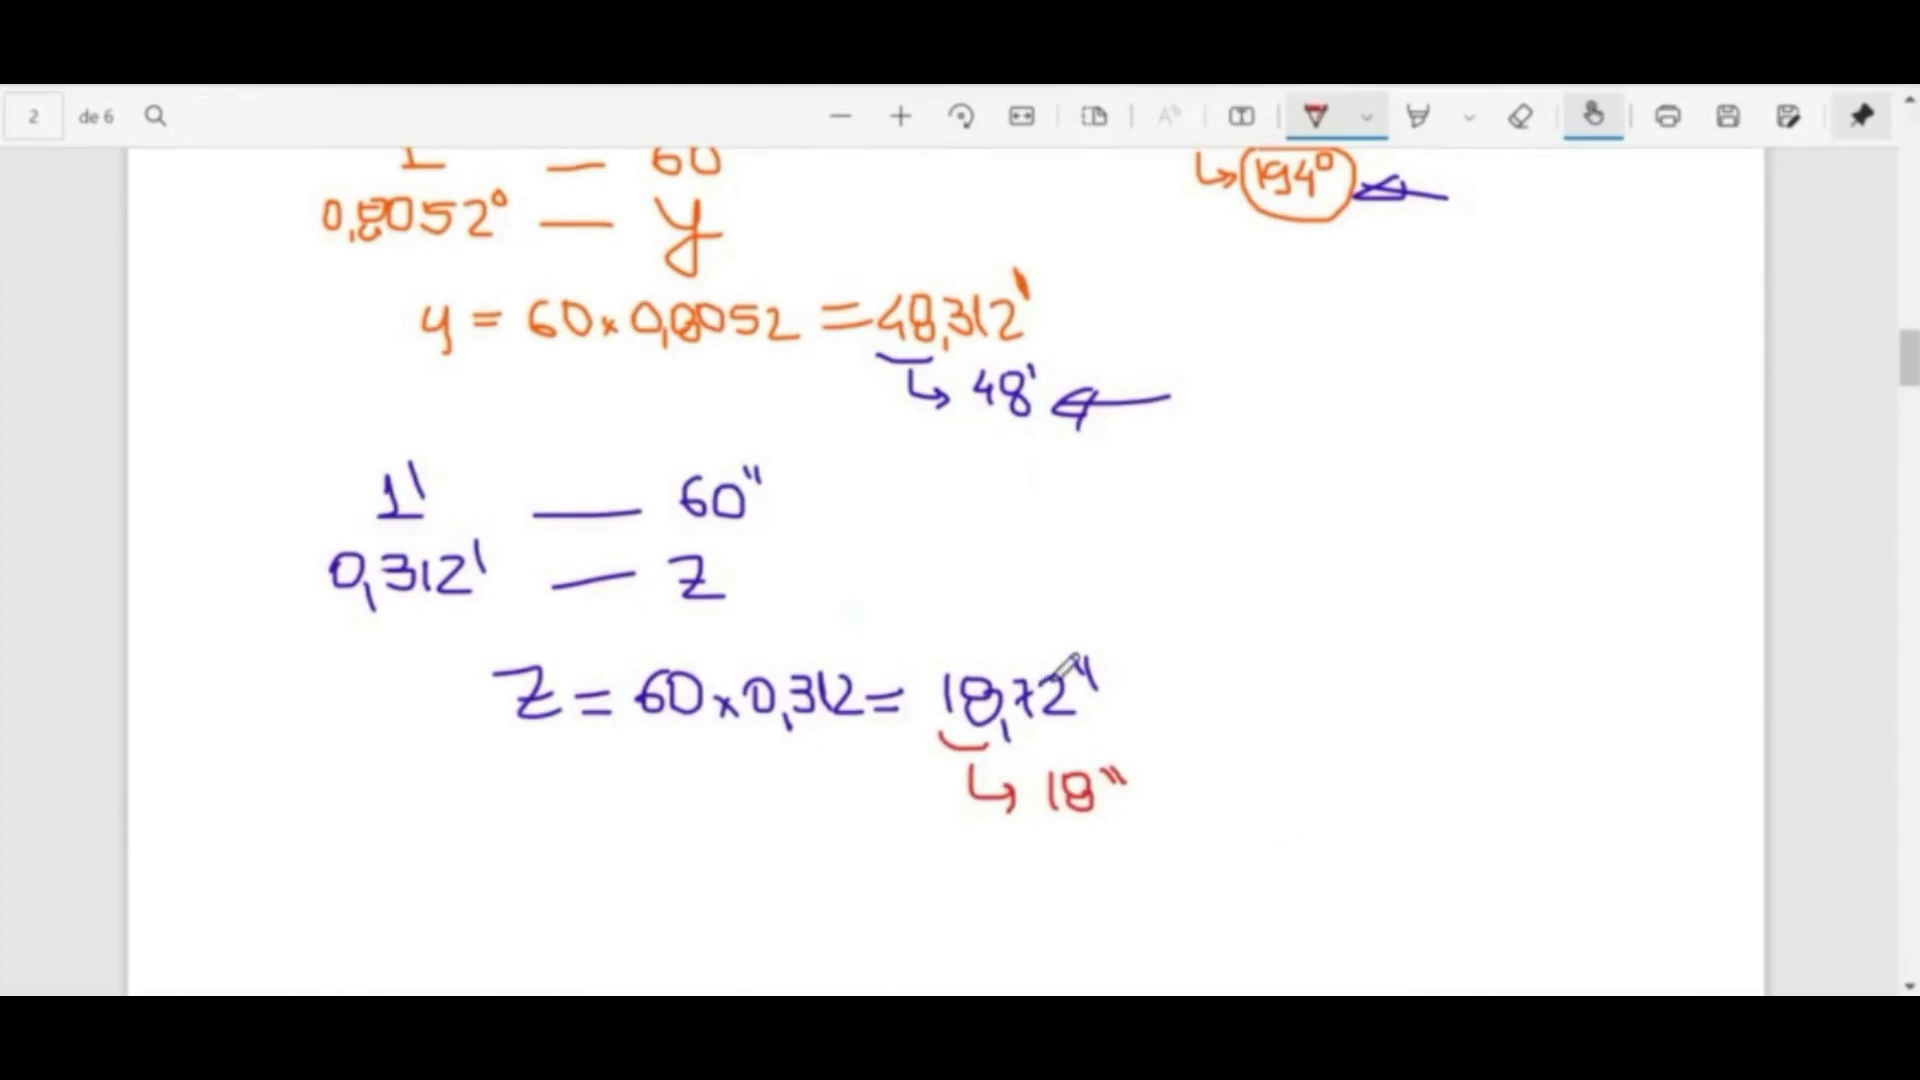 2 de 6
1 — 60
0,8052° — y
194°
y = 60 x 0,8052 = 48,312'
48'
1' — 60"
0,312' — Z
Z = 60 x 0,312 = 18,72"
18"